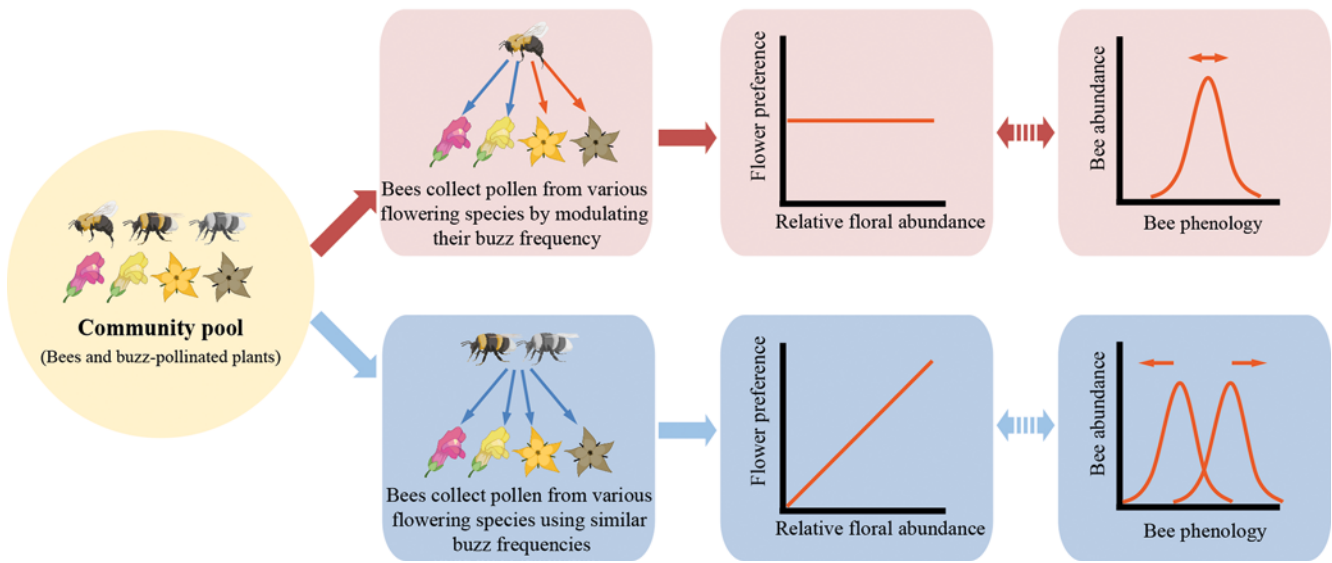 Community pool
(Bees and buzz-pollinated plants)
Bees collect pollen from various
flowering species by modulating
their buzz frequency
Flower preference
Relative floral abundance
Bee abundance
Bee phenology
Bees collect pollen from various
flowering species using similar
buzz frequencies
Flower preference
Relative floral abundance
Bee abundance
Bee phenology